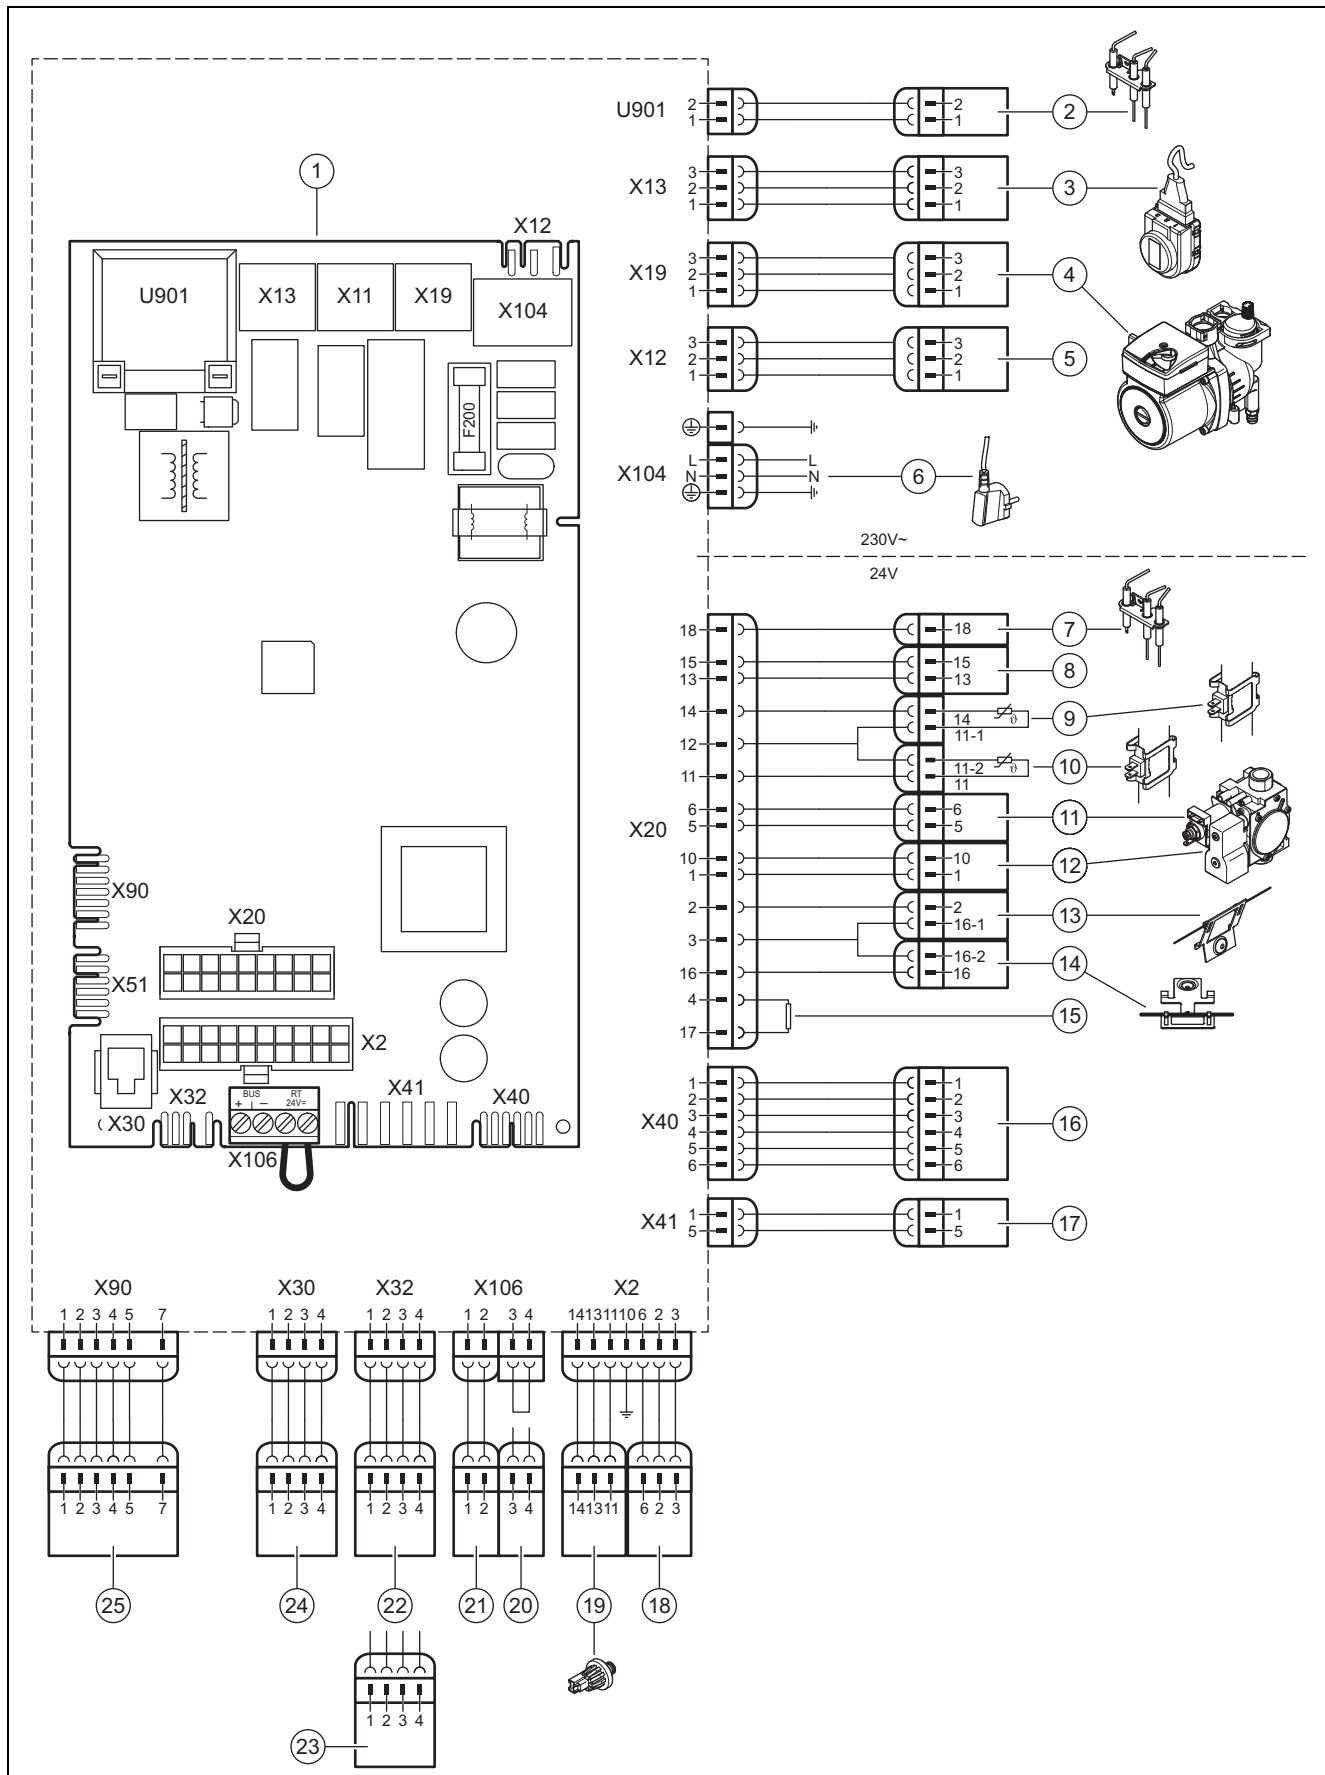 U901
2
1
2
1
2
X13
3
2
1
3
2
1
3
1
X12
X19
3
2
1
3
2
1
4
U901
X13
X11
X19
X104
X12
3
2
1
3
2
1
5
F200
X104
L
N
L
N
6
230V~
24V
18
18
7
15
13
15
13
8
14
14
11-1
ϑ
9
12
11
11-2
11
ϑ
10
X20
6
5
6
5
11
10
1
10
1
12
2
2
16-1
13
3
16
16-2
16
14
4
17
15
X90
X20
X51
X2
X32
BUS
RT
+
–
24V=
X41
X40
X30
X106
X40
1
2
3
4
5
6
1
2
3
4
5
6
16
X41
1
5
1
5
17
X90 X30 X32 X106 X2
1 2 3 4 5 7 1 2 3 4 1 2 3 4 1 2 3 4 14 13 11 10 6 2 3
1 2 3 4 5 7 1 2 3 4 1 2 3 4 1 2 3 4 14 13 11 6 2 3
25 24 22 21 20 19 18
1 2 3 4
23